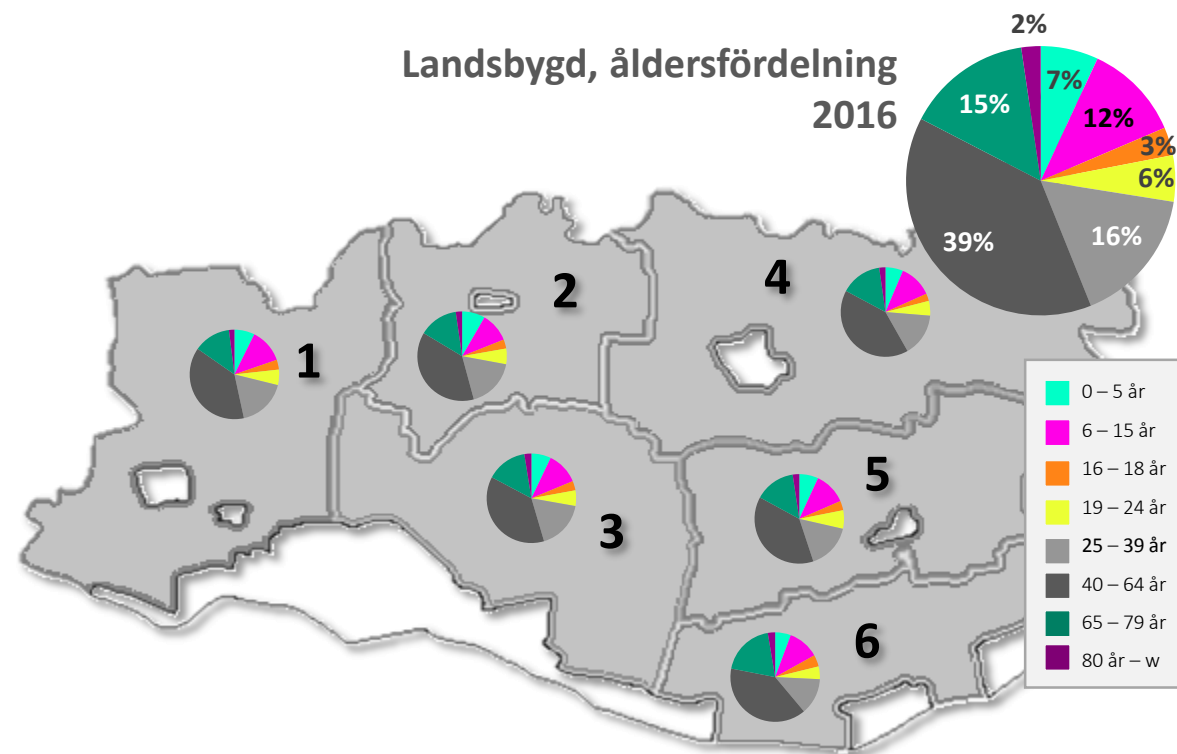 Landsbygd, åldersfördelning
2016
2%
7%
12%
3%
6%
16%
39%
15%
1
2
3
4
5
6
0 – 5 år
6 – 15 år
16 – 18 år
19 – 24 år
25 – 39 år
40 – 64 år
65 – 79 år
80 år – w